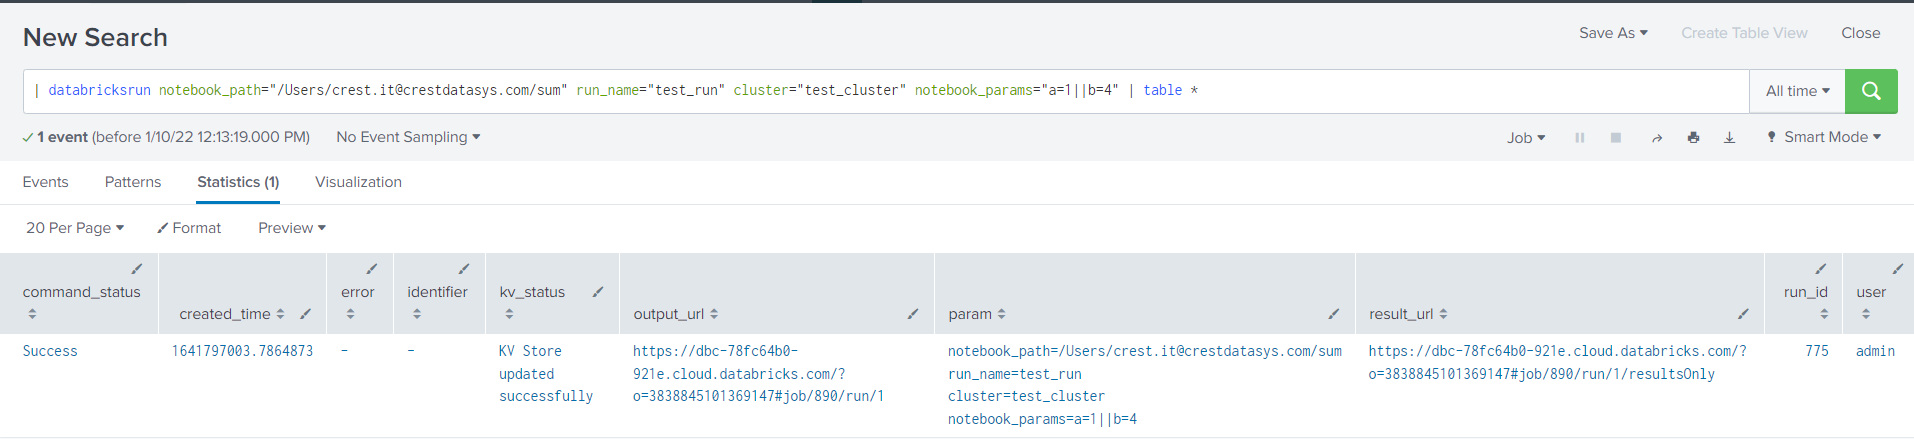 New Search
Save As Create Table View Close
| databricksrun notebook_path="/Users/crest.it@crestdatasys.com/sum" run_name="test_run" cluster="test_cluster" notebook_params="a=1||b=4" | table *
All time
1 event (before 1/10/22 12:13:19.000 PM) No Event Sampling
Job Smart Mode
Events Patterns Statistics (1) Visualization
20 Per Page Format Preview
command_status created_time error identifier kv_status output_url param result_url run_id user
Success 1641797003.7864873 - - KV Store
updated
successfully
https://dbc-78fc64b0-
921e.cloud.databricks.com/?
o=3838845101369147#job/890/run/1
notebook_path=/Users/crest.it@crestdatasys.com/sum
run_name=test_run
cluster=test_cluster
notebook_params=a=1||b=4
https://dbc-78fc64b0-921e.cloud.databricks.com/?
o=3838845101369147#job/890/run/1/resultsOnly
775 admin